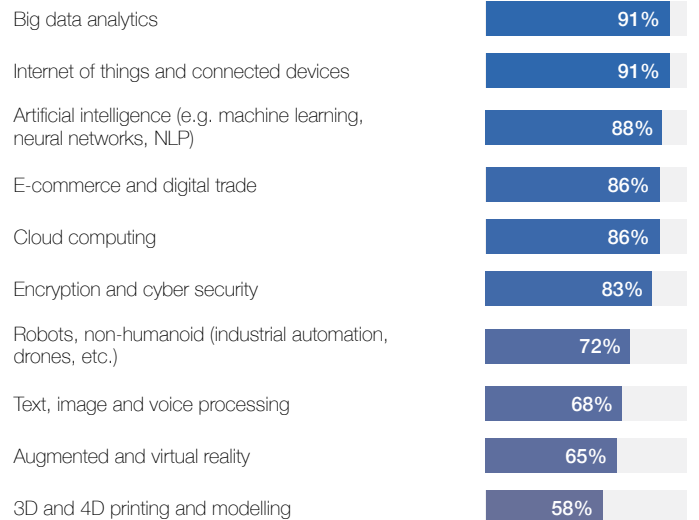 Big data analytics
91%
Internet of things and connected devices
91%
Artificial intelligence (e.g. machine learning,
neural networks, NLP)
88%
E-commerce and digital trade
86%
Cloud computing
86%
Encryption and cyber security
83%
Robots, non-humanoid (industrial automation,
drones, etc.)
72%
Text, image and voice processing
68%
Augmented and virtual reality
65%
3D and 4D printing and modelling
58%